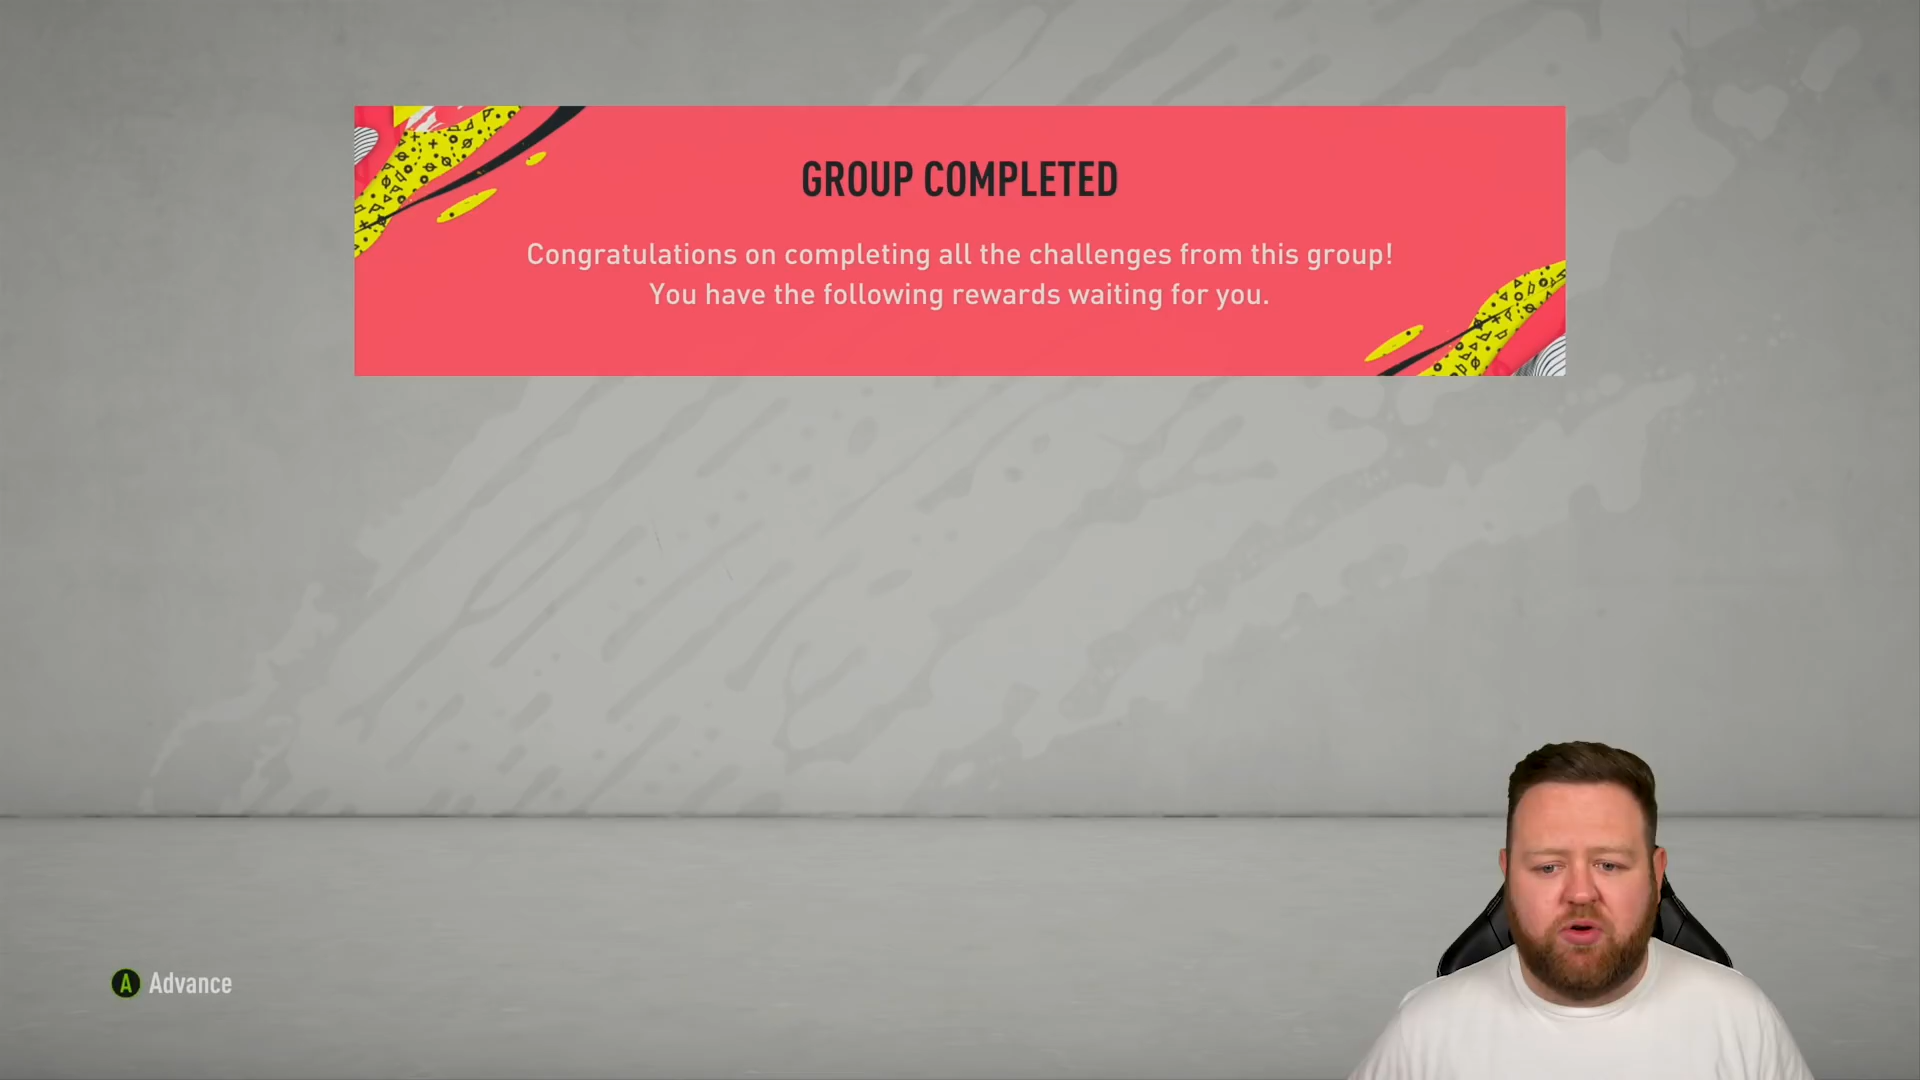 GROUP COMPLETED
Congratulations on completing all the challenges from this group!
You have the following rewards waiting for you.
A Advance